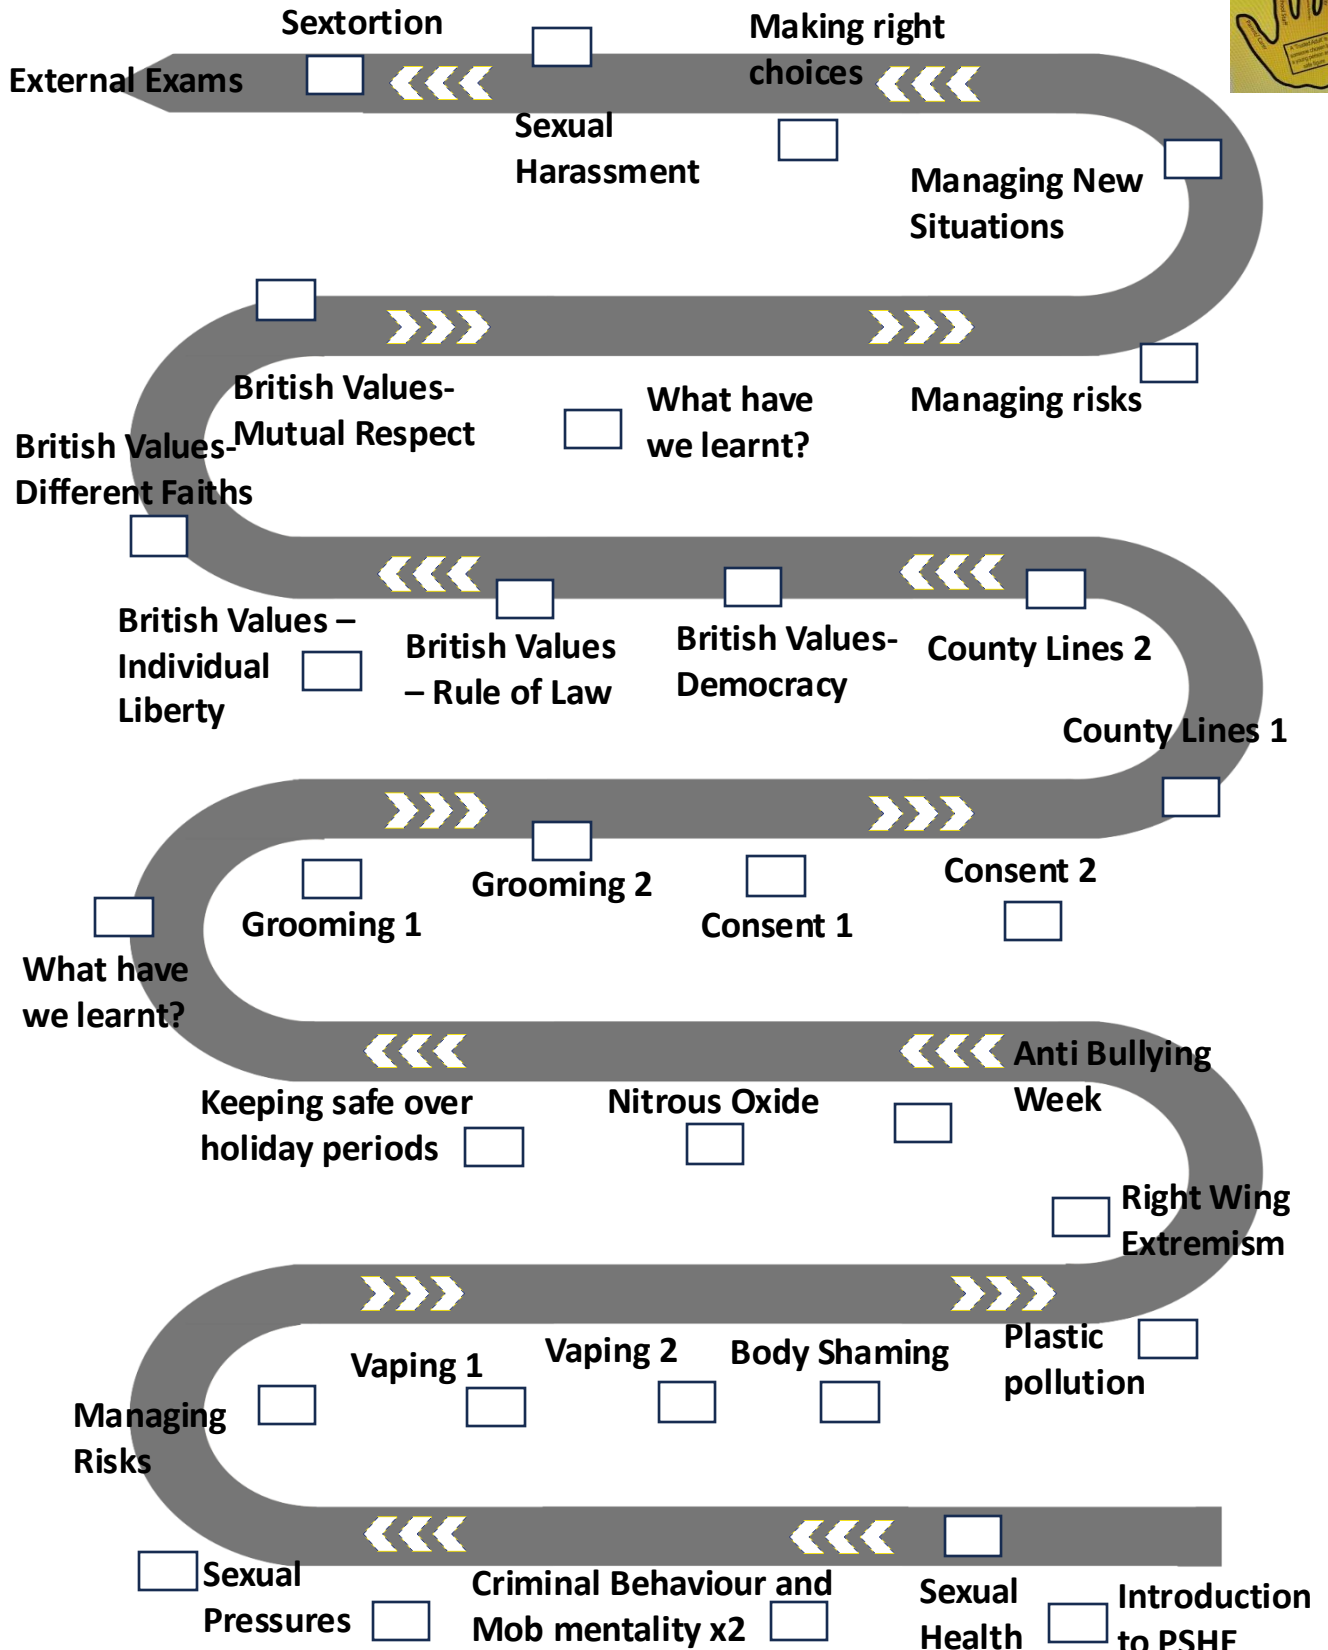 Sextortion
Making right
choices
External Exams
Sexual
Harassment
Managing New
Situations
British Values-
Mutual Respect
What have
we learnt?
Managing risks
British Values-
Different Faiths
British Values –
Individual
Liberty
British Values
– Rule of Law
British Values-
Democracy
County Lines 2
County Lines 1
Grooming 1
Grooming 2
Consent 1
Consent 2
What have
we learnt?
Keeping safe over
holiday periods
Nitrous Oxide
Anti Bullying
Week
Right Wing
Extremism
Vaping 1
Vaping 2
Body Shaming
Plastic
pollution
Managing
Risks
Sexual
Pressures
Criminal Behaviour and
Mob mentality x2
Sexual
Health
Introduction
to PSHE